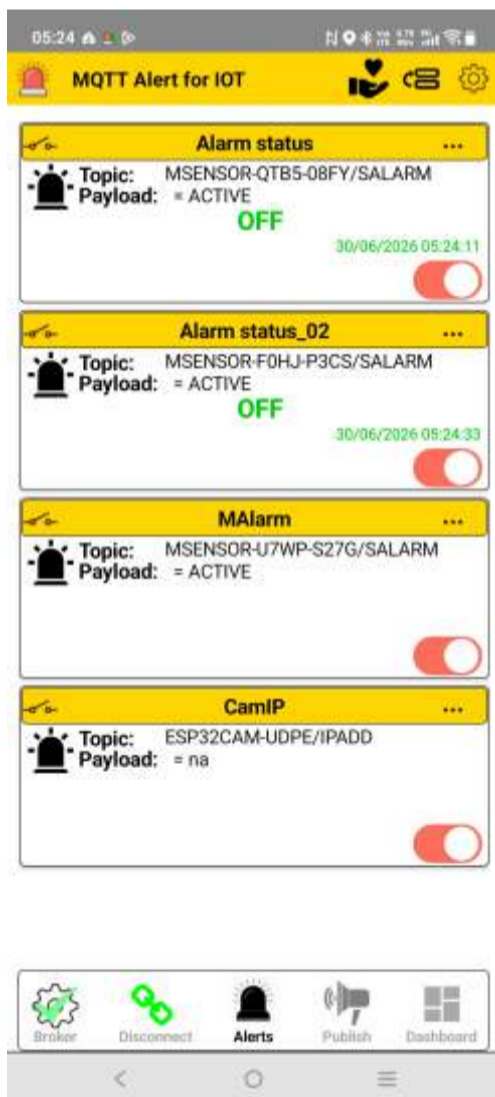 05:24
MQTT Alert for IOT
Alarm status ...
Topic: MSENSOR-QTB5-08FY/SALARM
Payload: = ACTIVE
OFF
30/06/2026 05:24:11
Alarm status_02 ...
Topic: MSENSOR-F0HJ-P3CS/SALARM
Payload: = ACTIVE
OFF
30/06/2026 05:24:33
MAlarm ...
Topic: MSENSOR-U7WP-S27G/SALARM
Payload: = ACTIVE
CamIP ...
Topic: ESP32CAM-UDPE/IPADD
Payload: = na
Broker Disconnect Alerts Publish Dashboard